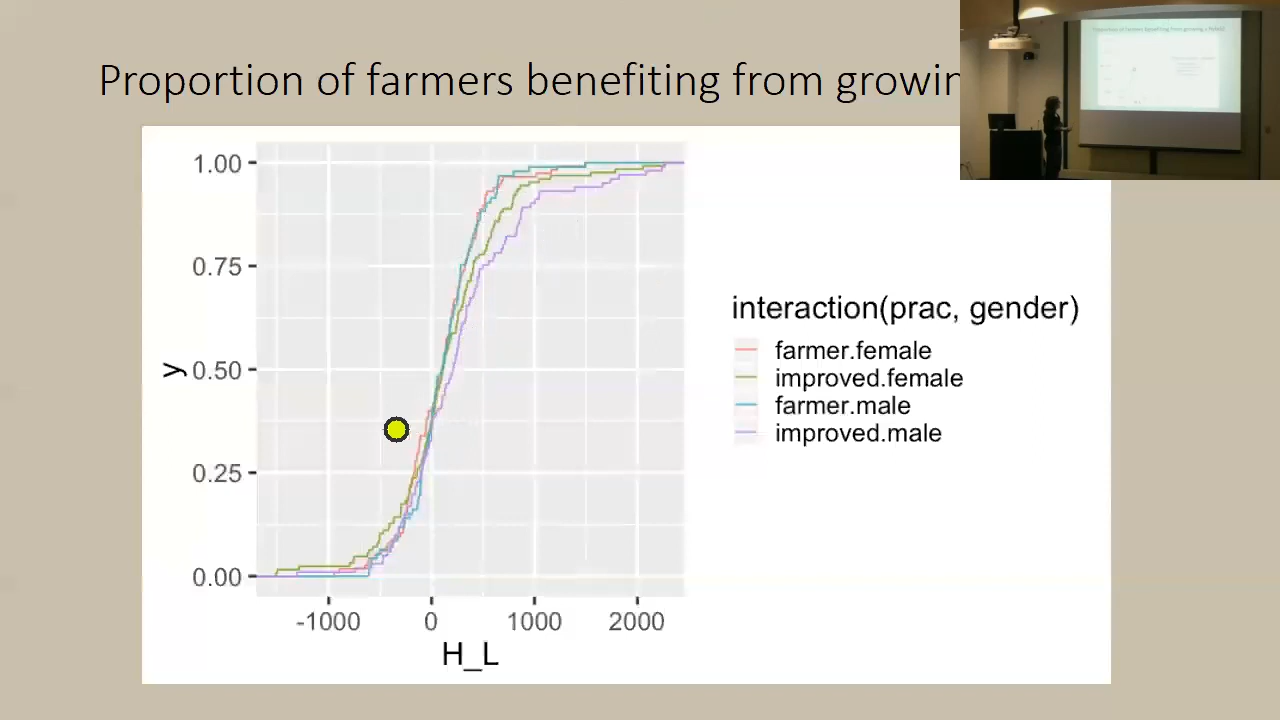 Proportion of farmers benefiting from growin
1.00
0.75
y 0.50
0.25
0.00
-1000 0 1000 2000
H_L
interaction(prac, gender)
farmer.female
improved.female
farmer.male
improved.male